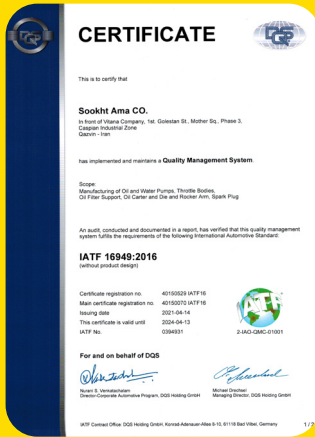 DQS
CERTIFICATE
DQS
This is to certify that
Sookht Ama CO.
In front of Vitana Company, 1st. Golestan St., Mother Sq., Phase 3,
Caspian Industrial Zone
Qazvin - Iran
has implemented and maintains a Quality Management System.
Scope:
Manufacturing of Oil and Water Pumps, Throttle Bodies,
Oil Filter Support, Oil Carter and Die and Rocker Arm, Spark Plug
An audit, conducted and documented in a report, has verified that this quality management
system fulfills the requirements of the following International Automotive Standard:
IATF 16949:2016
(without product design)
Certificate registration no. 40150529 IATF16
Main certificate registration no. 40150070 IATF16
Issuing date 2021-04-14
This certificate is valid until 2024-04-13
IATF No. 0394931
IATF
2-IAO-QMC-01001
For and on behalf of DQS
Nurani S. Venkatachalam
Director-Corporate Automotive Program, DQS Holding GmbH
Michael Drechsel
Managing Director, DQS Holding GmbH
IATF Contract Office: DQS Holding GmbH, Konrad-Adenauer-Allee 8-10, 61118 Bad Vilbel, Germany
1/2